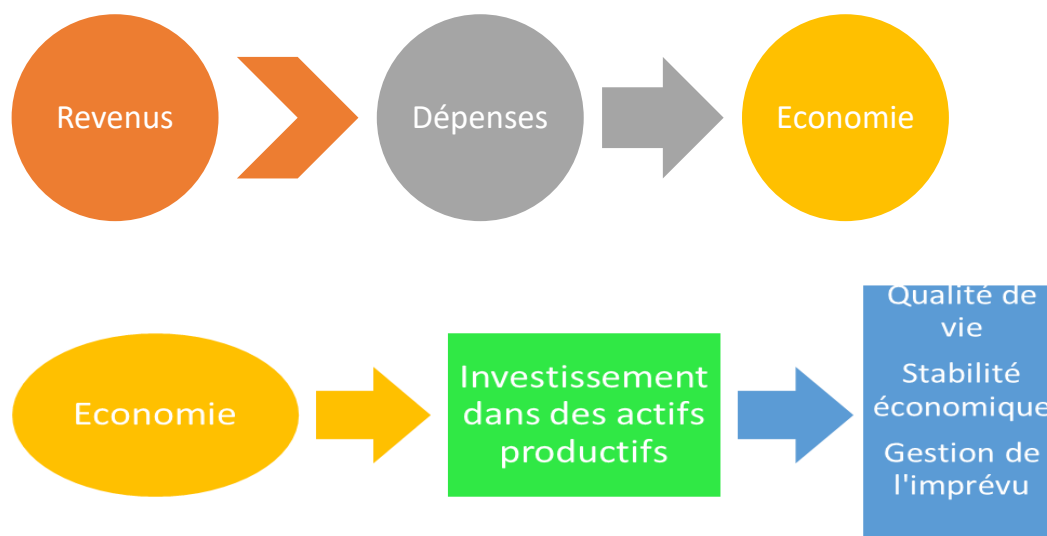 Revenus
Dépenses
Economie
Economie
Investissement
dans des actifs
productifs
Qualité de
vie
Stabilité
économique
Gestion de
l'imprévu